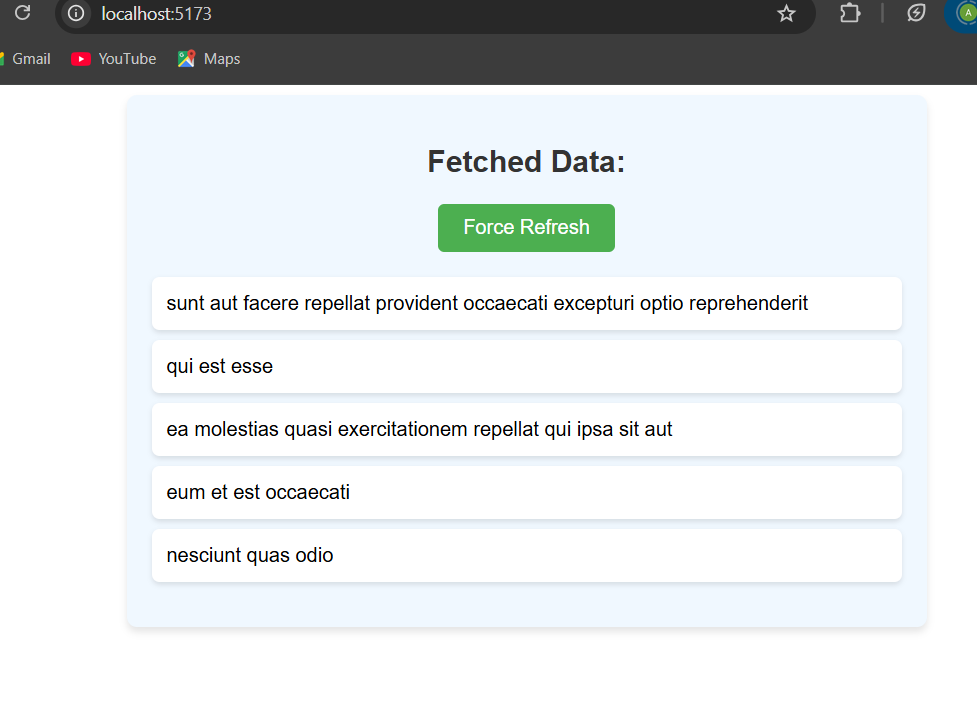 localhost:5173
Gmail YouTube Maps
Fetched Data:
Force Refresh
sunt aut facere repellat provident occaecati excepturi optio reprehenderit
qui est esse
ea molestias quasi exercitationem repellat qui ipsa sit aut
eum et est occaecati
nesciunt quas odio